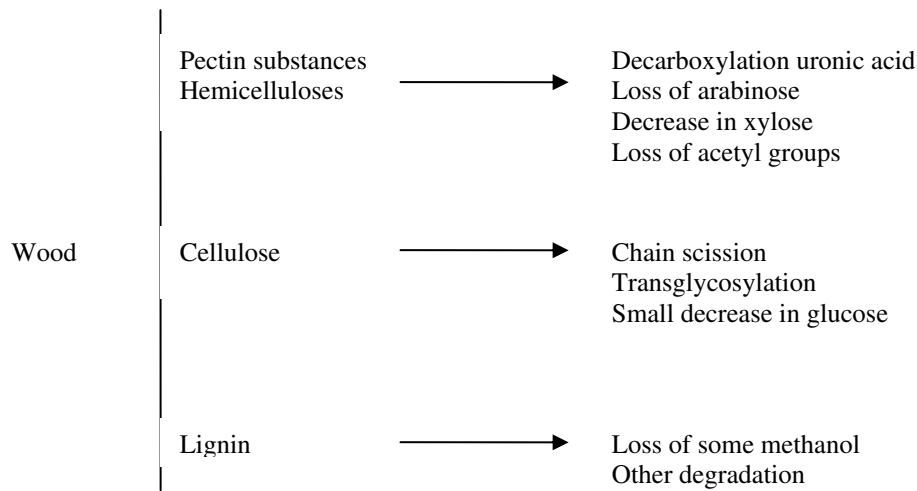 Pectin substances
Hemicelluloses
Decarboxylation uronic acid
Loss of arabinose
Decrease in xylose
Loss of acetyl groups
Wood
Cellulose
Chain scission
Transglycosylation
Small decrease in glucose
Lignin
Loss of some methanol
Other degradation